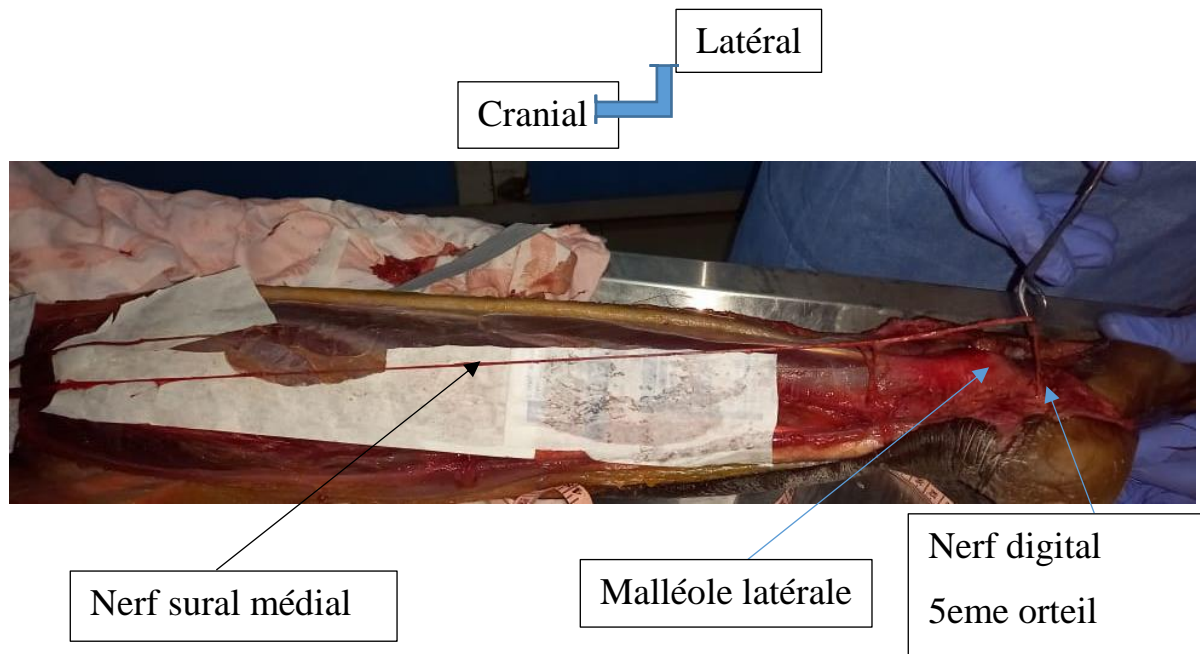 Latéral
Cranial
Nerf sural médial
Malléole latérale
Nerf digital
5eme orteil